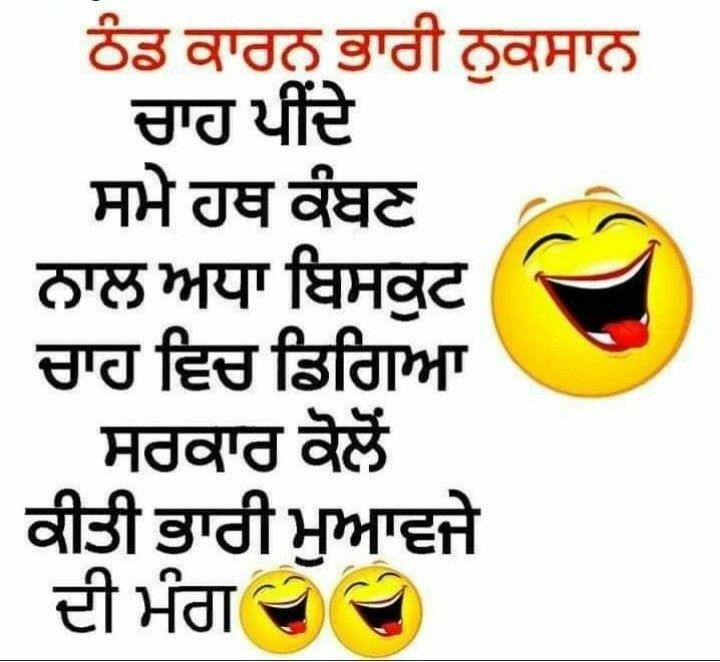 ਠੰਡ ਕਾਰਨ ਭਾਰੀ ਨੁਕਸਾਨ
ਚਾਹ ਪੀਂਦੇ
ਸਮੇ ਹਥ ਕੰਬਣ
ਨਾਲ ਅਧਾ ਬਿਸਕੁਟ
ਚਾਹ ਵਿਚ ਡਿਗਿਆ
ਸਰਕਾਰ ਕੋਲੋਂ
ਕੀਤੀ ਭਾਰੀ ਮੁਆਵਜੇ
ਦੀ ਮੰਗ😂😂